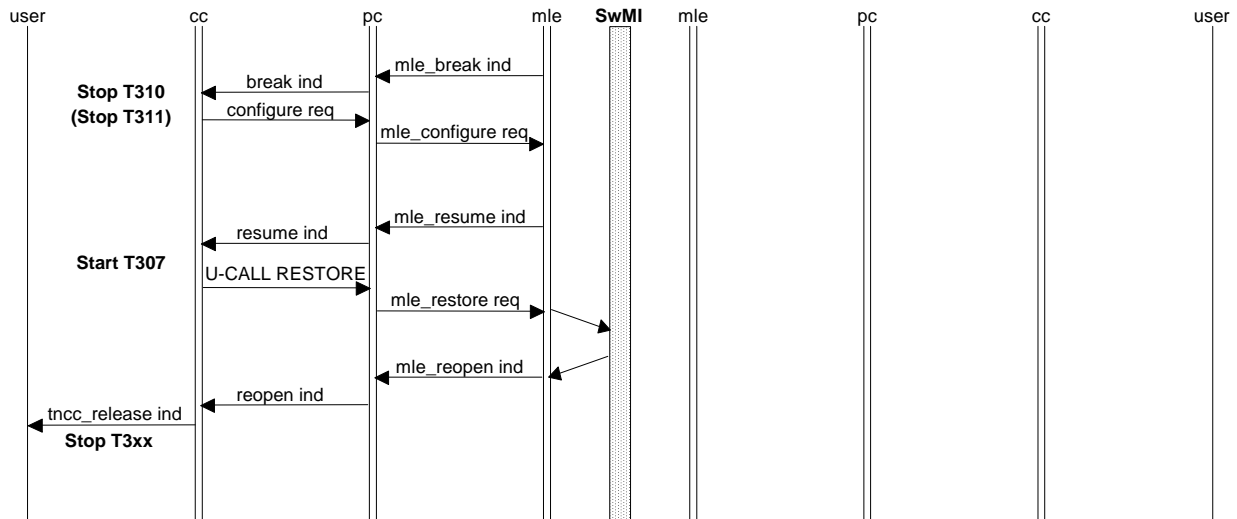 user cc pc mle SwMI mle pc cc user
mle_break ind
break ind
Stop T310
(Stop T311)
configure req
mle_configure req
mle_resume ind
resume ind
Start T307
U-CALL RESTORE
mle_restore req
mle_reopen ind
reopen ind
tncc_release ind
Stop T3xx